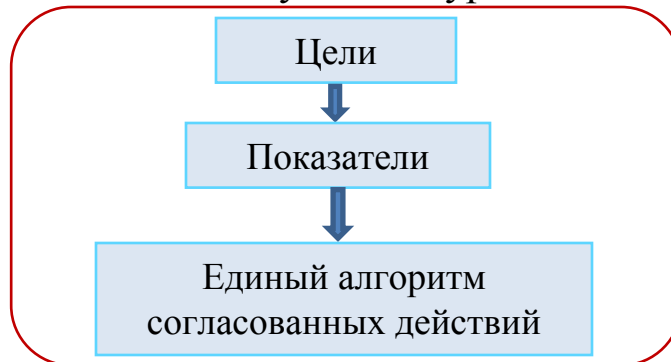 Цели
Показатели
Единый алгоритм
согласованных действий